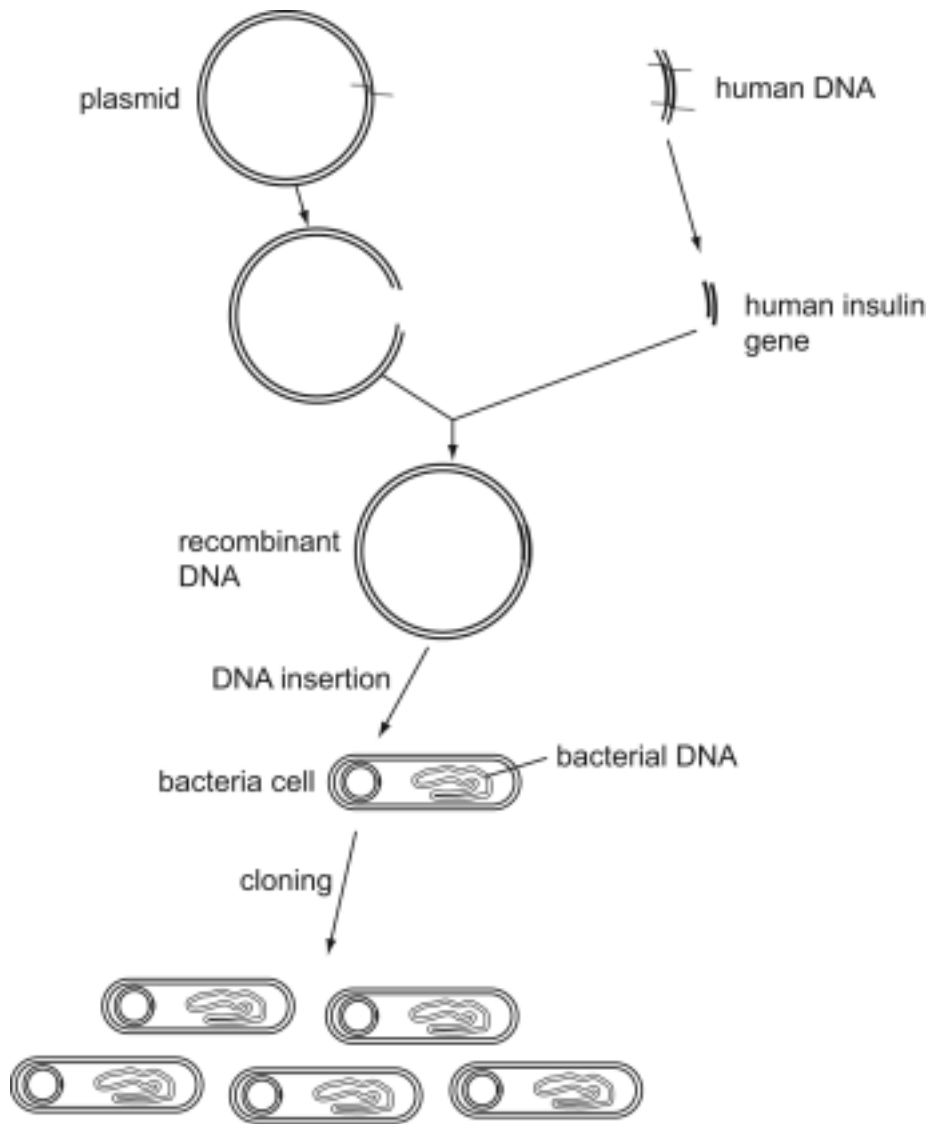 plasmid
human DNA
human insulin
gene
recombinant
DNA
DNA insertion
bacteria cell
bacterial DNA
cloning